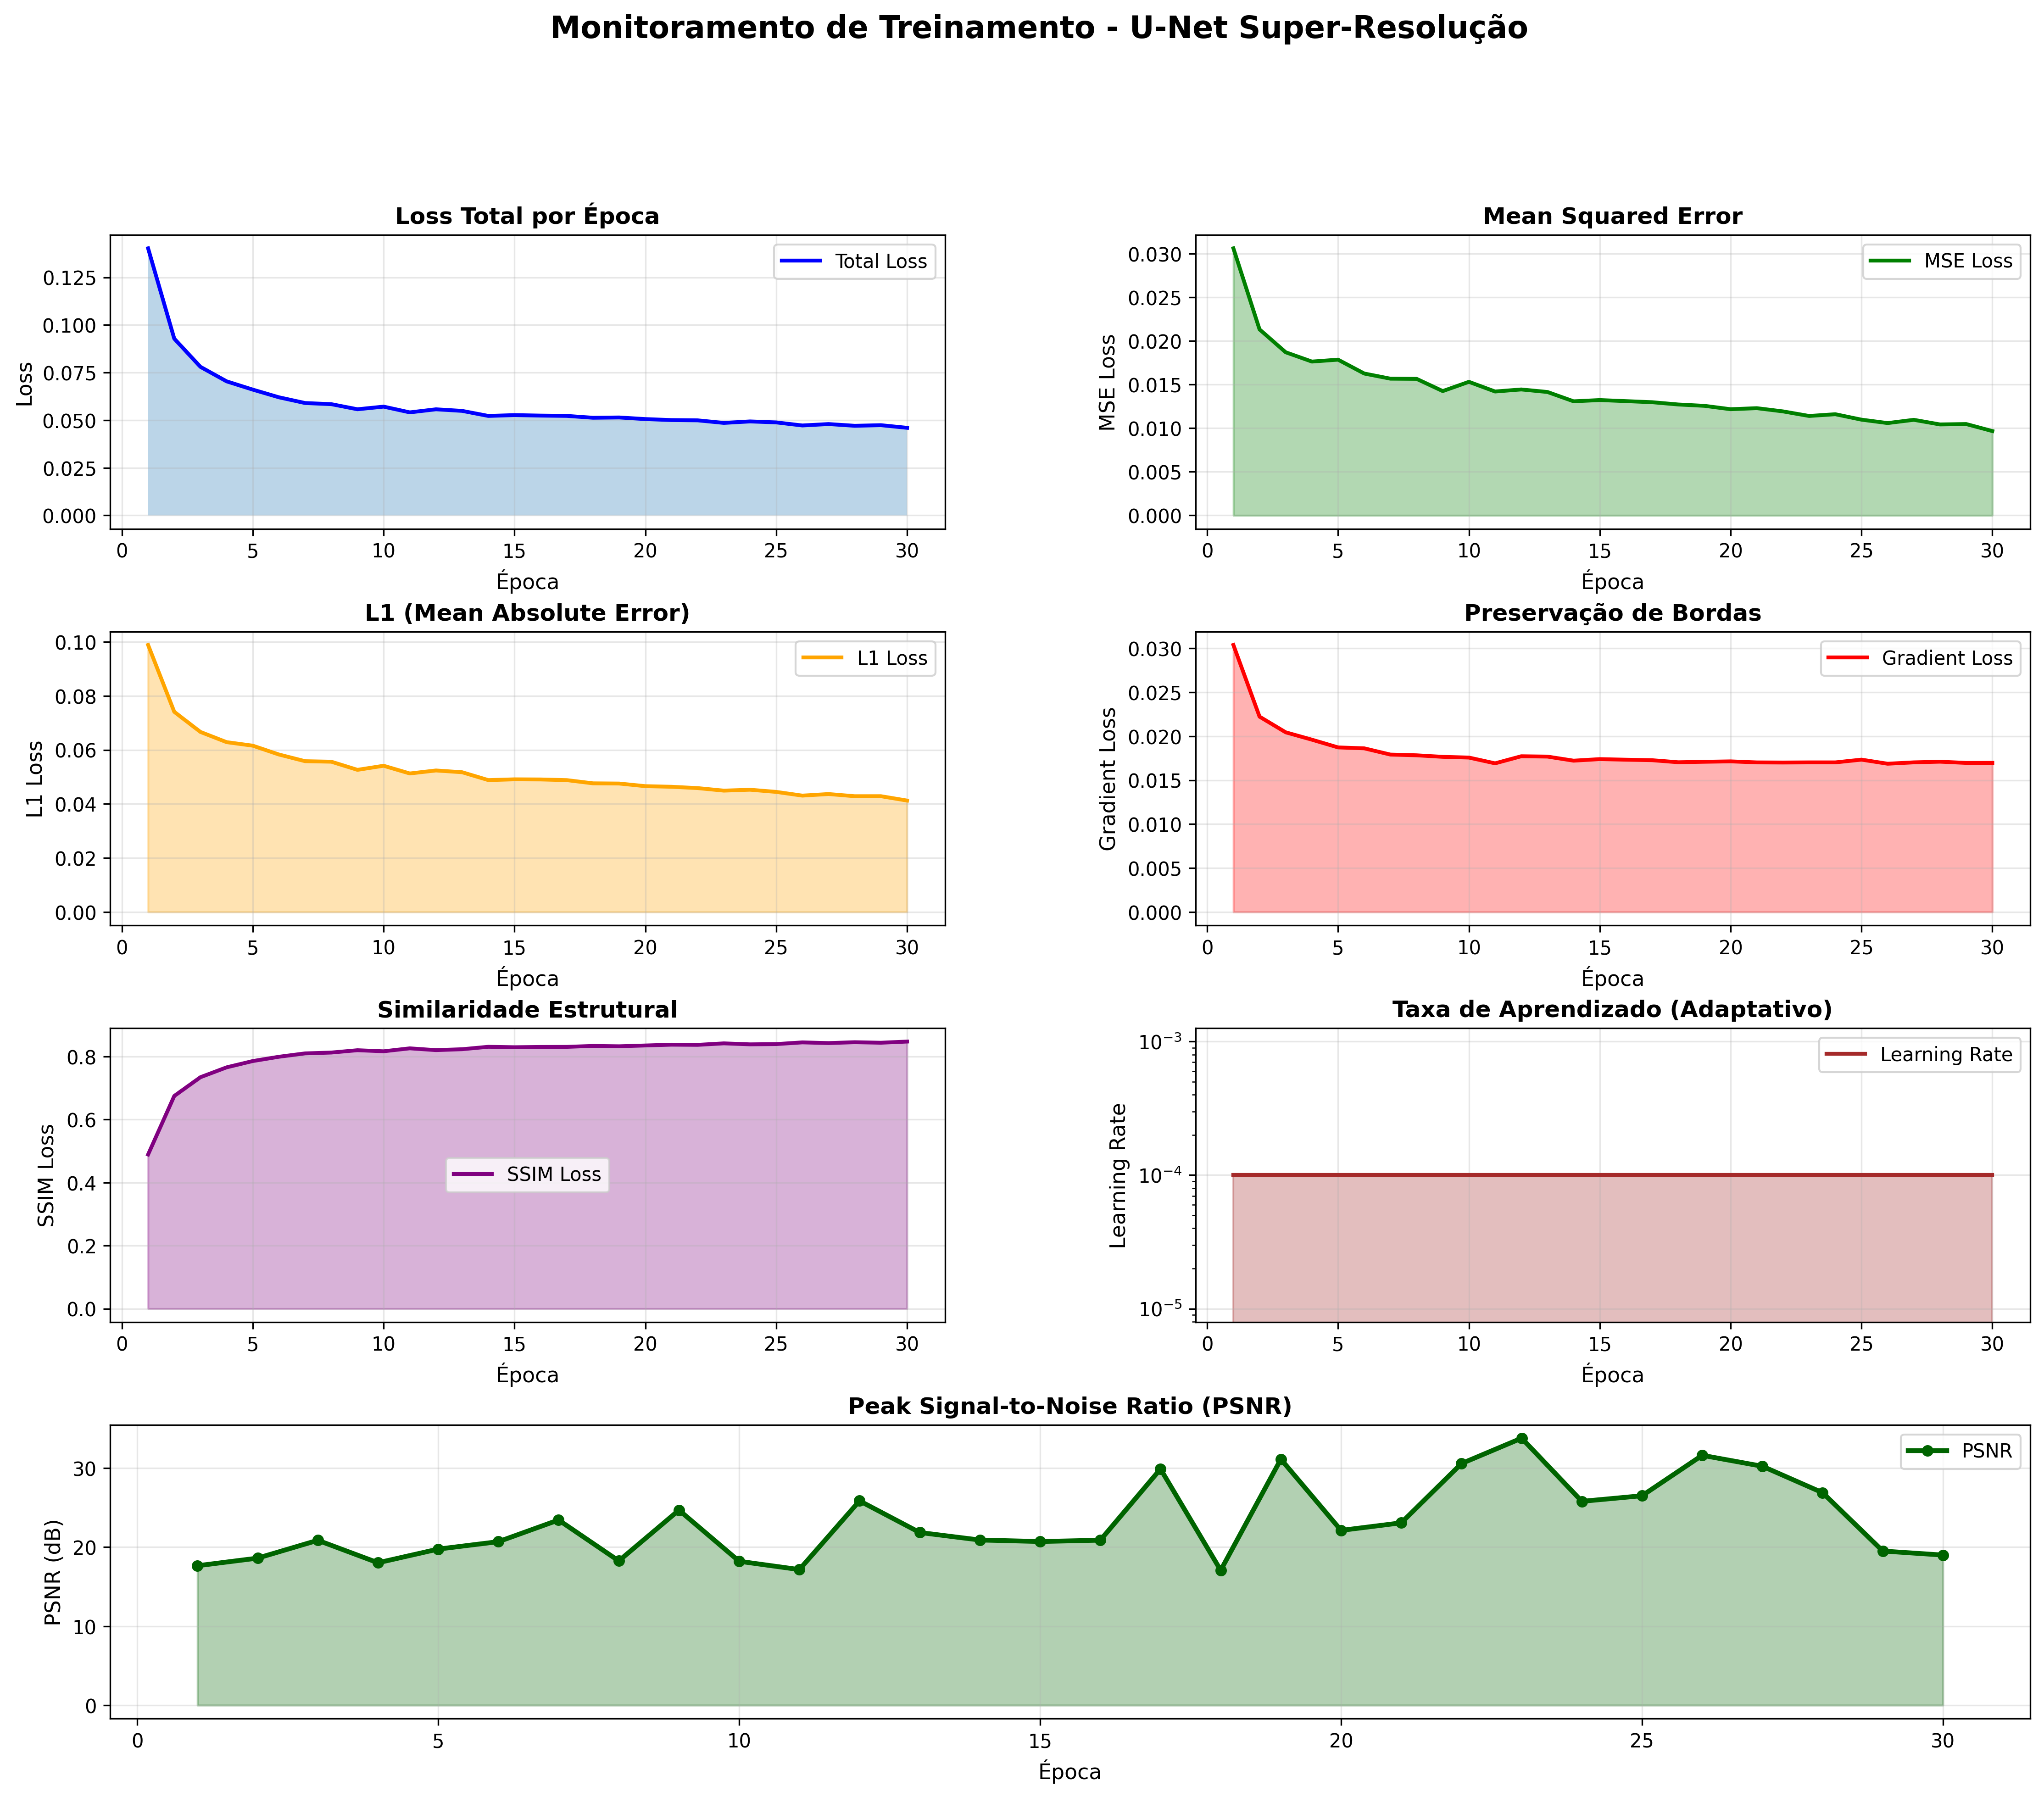 Monitoramento de Treinamento - U-Net Super-Resolução
Loss Total por Época
Loss
0.125
0.100
0.075
0.050
0.025
0.000
Total Loss
0 5 10 15 20 25 30
Época
Mean Squared Error
MSE Loss
0.030
0.025
0.020
0.015
0.010
0.005
0.000
MSE Loss
0 5 10 15 20 25 30
Época
L1 (Mean Absolute Error)
L1 Loss
0.10
0.08
0.06
0.04
0.02
0.00
L1 Loss
0 5 10 15 20 25 30
Época
Preservação de Bordas
Gradient Loss
0.030
0.025
0.020
0.015
0.010
0.005
0.000
Gradient Loss
0 5 10 15 20 25 30
Época
Similaridade Estrutural
SSIM Loss
0.8
0.6
0.4
0.2
0.0
SSIM Loss
0 5 10 15 20 25 30
Época
Taxa de Aprendizado (Adaptativo)
Learning Rate
10⁻³
10⁻⁴
10⁻⁵
Learning Rate
0 5 10 15 20 25 30
Época
Peak Signal-to-Noise Ratio (PSNR)
PSNR (dB)
30
20
10
0
PSNR
0 5 10 15 20 25 30
Época